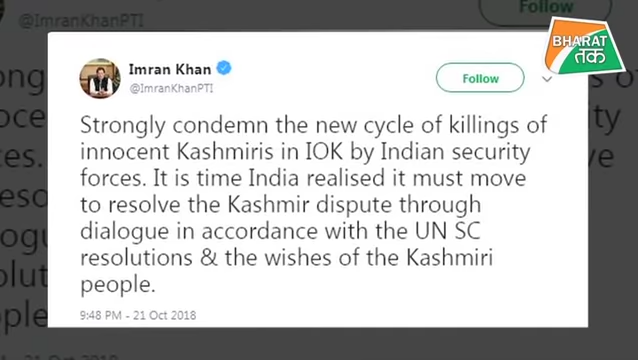 @ImranKhanPTI
Follow
BHARAT
तक
Imran Khan
@ImranKhanPTI
Follow
Strongly condemn the new cycle of killings of
innocent Kashmiris in IOK by Indian security
forces. It is time India realised it must move
to resolve the Kashmir dispute through
dialogue in accordance with the UN SC
resolutions & the wishes of the Kashmiri
people.
9:48 PM - 21 Oct 2018